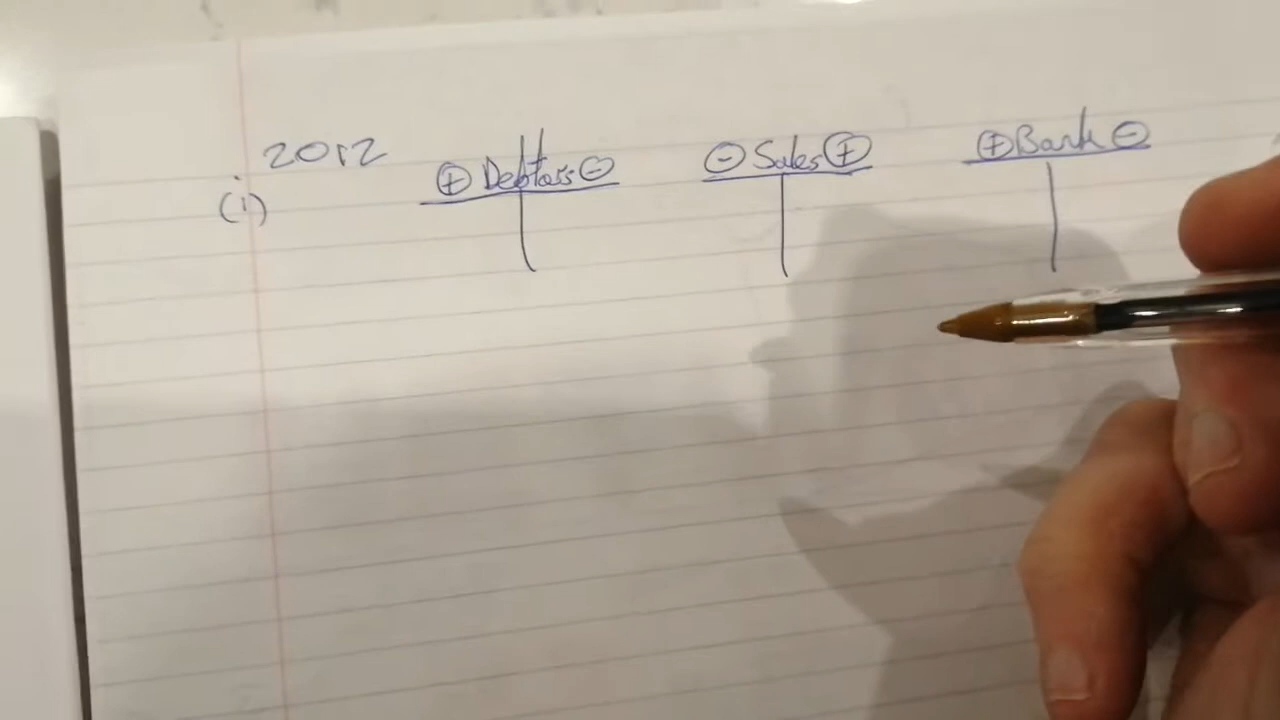 2012
(i) ⊕ Debtors ⊖ ⊖ Sales ⊕ ⊕ Bank ⊖